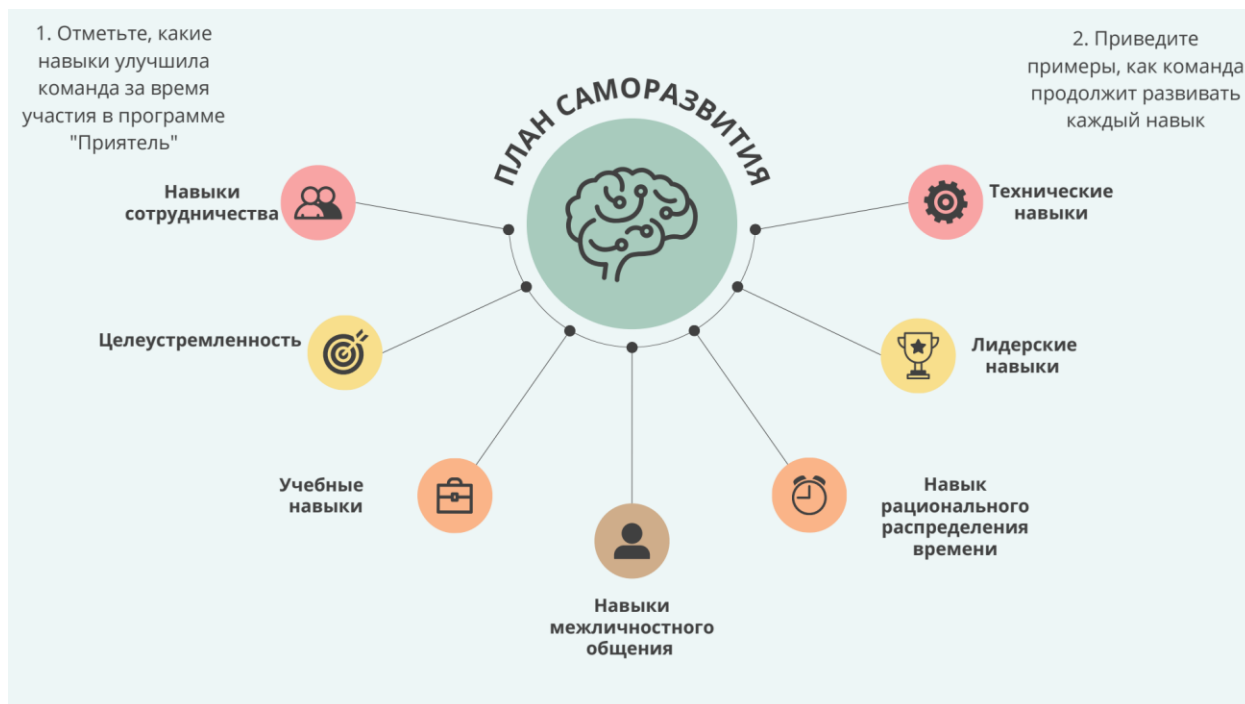 1. Отметьте, какие
навыки улучшила
команда за время
участия в программе
"Приятель"
2. Приведите
примеры, как команда
продолжит развивать
каждый навык
ПЛАН САМОРАЗВИТИЯ
Навыки
сотрудничества
Технические
навыки
Целеустремленность
Лидерские
навыки
Учебные
навыки
Навык
рационального
распределения
времени
Навыки
межличностного
общения